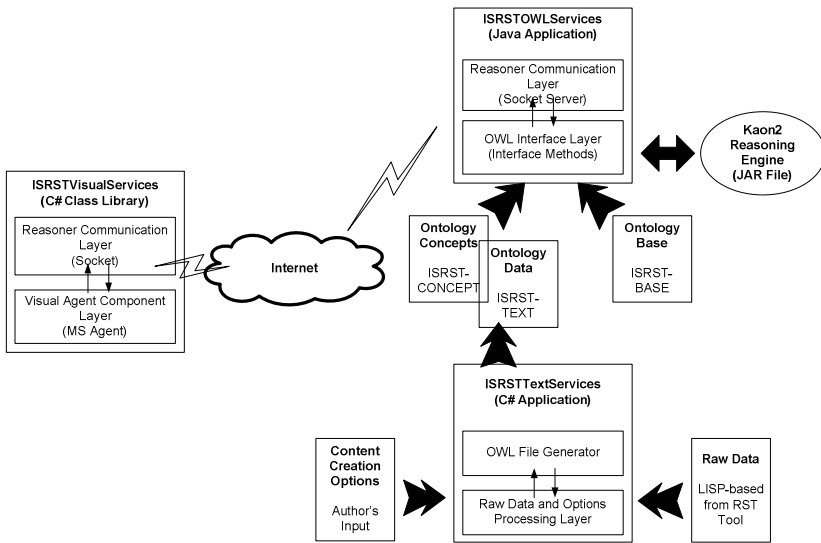 ISRSTOWLServices
(Java Application)
Reasoner Communication
Layer
(Socket Server)
OWL Interface Layer
(Interface Methods)
Kaon2
Reasoning
Engine
(JAR File)
ISRSTVisualServices
(C# Class Library)
Reasoner Communication
Layer
(Socket)
Visual Agent Component
Layer
(MS Agent)
Internet
Ontology
Concepts
ISRST-
CONCEPT
Ontology
Data
ISRST-
TEXT
Ontology
Base
ISRST-
BASE
ISRSTTextServices
(C# Application)
OWL File Generator
Raw Data and Options
Processing Layer
Content
Creation
Options
Author's
Input
Raw Data
LISP-based
from RST
Tool